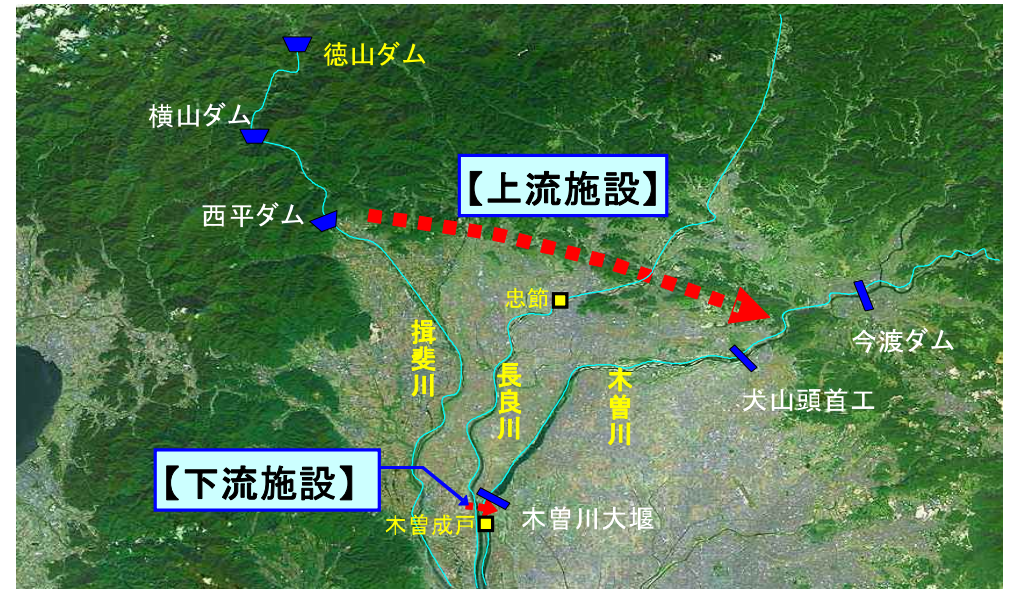 徳山ダム
横山ダム
【上流施設】
西平ダム
忠節
揖斐川
長良川
木曽川
今渡ダム
犬山頭首工
【下流施設】
木曽成戸
木曽川大堰